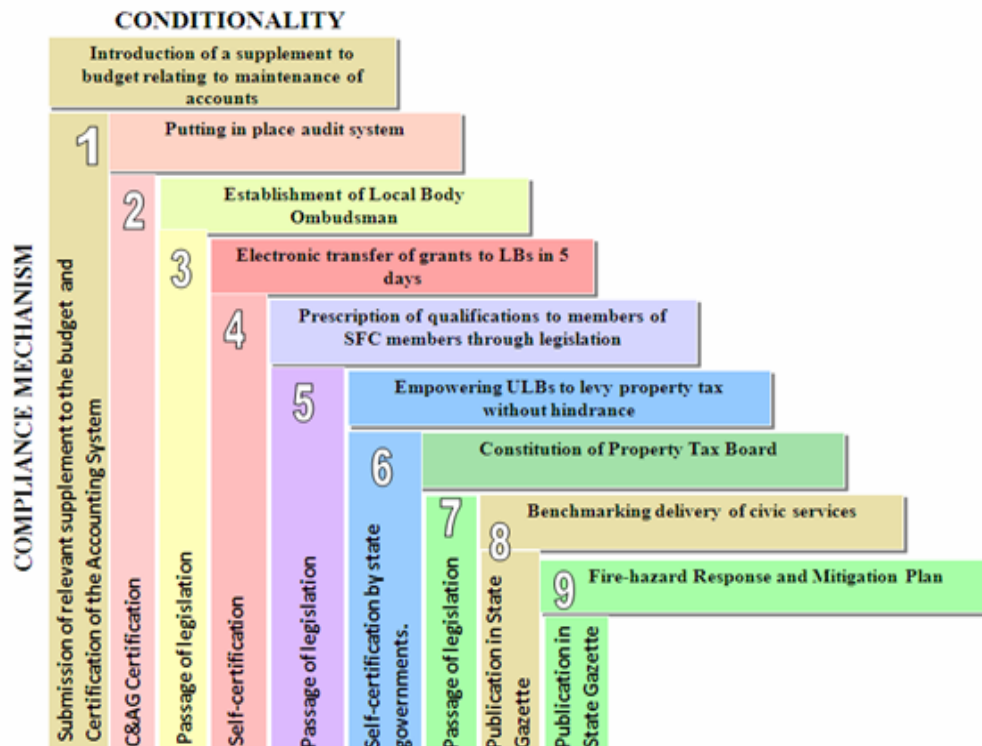 CONDITIONALITY
Introduction of a supplement to
budget relating to maintenance of
accounts
1
Putting in place audit system
2
Establishment of Local Body
Ombudsman
3
Electronic transfer of grants to LBs in 5
days
4
Prescription of qualifications to members of
SFC members through legislation
5
Empowering ULBs to levy property tax
without hindrance
6
Constitution of Property Tax Board
7
Benchmarking delivery of civic services
8
Fire-hazard Response and Mitigation Plan
9
COMPLIANCE MECHANISM
Submission of relevant supplement to the budget and
Certification of the Accounting System
C&AG Certification
Passage of legislation
Self-certification
Passage of legislation
Self-certification by state
governments.
Passage of legislation
Publication in State
Gazette
Publication in
State Gazette